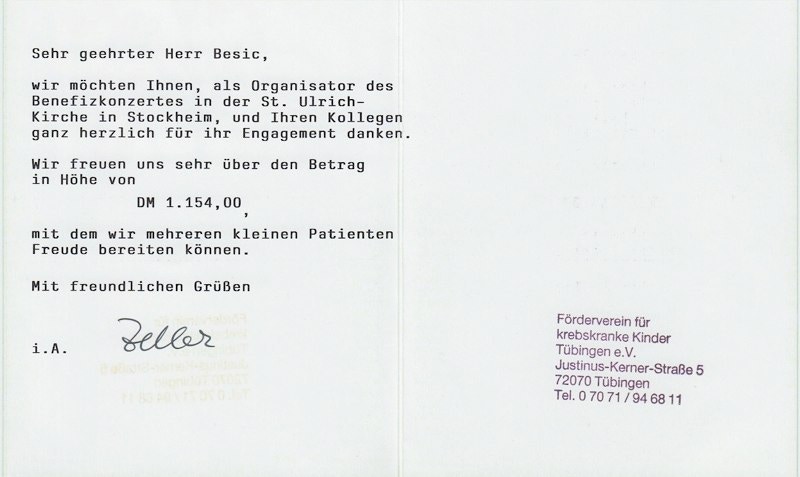 Sehr geehrter Herr Besic,
wir möchten Ihnen, als Organisator des
Benefizkonzertes in der St. Ulrich-
Kirche in Stockheim, und Ihren Kollegen
ganz herzlich für ihr Engagement danken.
Wir freuen uns sehr über den Betrag
in Höhe von
DM 1.154,00,
mit dem wir mehreren kleinen Patienten
Freude bereiten können.
Mit freundlichen Grüßen
i.A. Zeller
Förderverein für
krebskranke Kinder
Tübingen e.V.
Justinus-Kerner-Straße 5
72070 Tübingen
Tel. 0 70 71 / 94 68 11